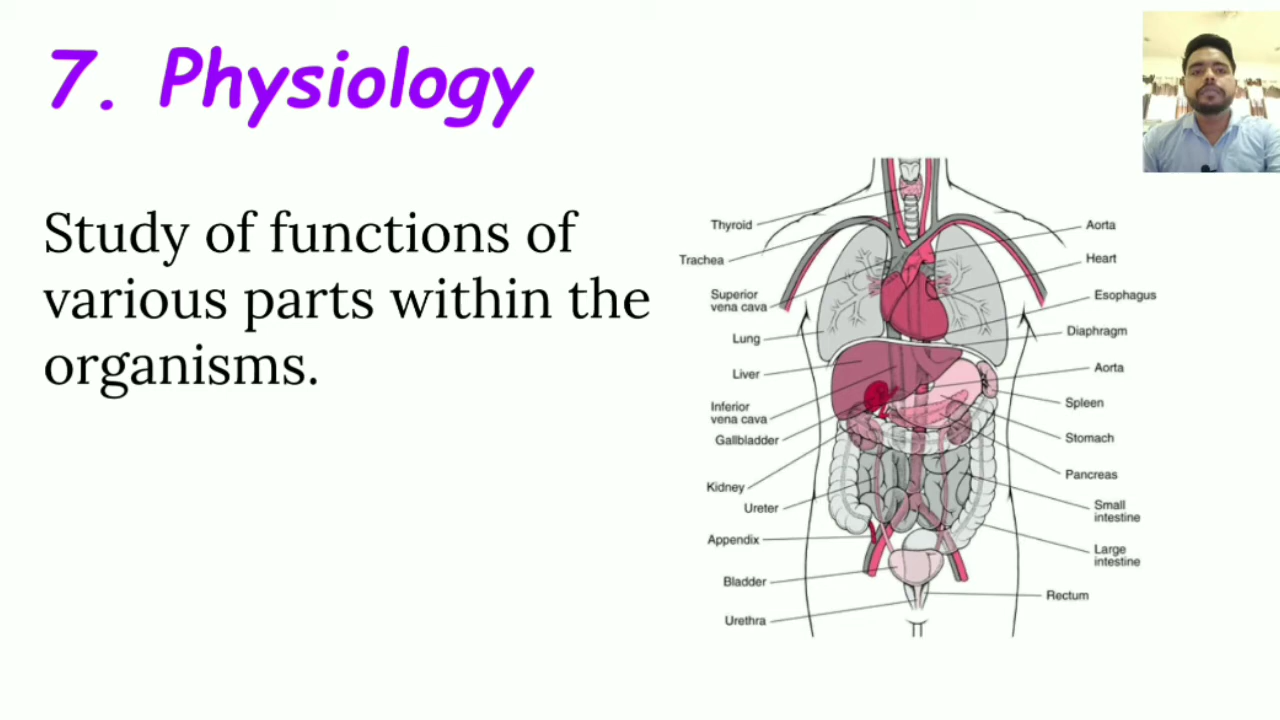 7. Physiology
Study of functions of
various parts within the
organisms.
Thyroid
Trachea
Superior
vena cava
Lung
Liver
Inferior
vena cava
Gallbladder
Kidney
Ureter
Appendix
Bladder
Urethra
Aorta
Heart
Esophagus
Diaphragm
Aorta
Spleen
Stomach
Pancreas
Small
intestine
Large
intestine
Rectum